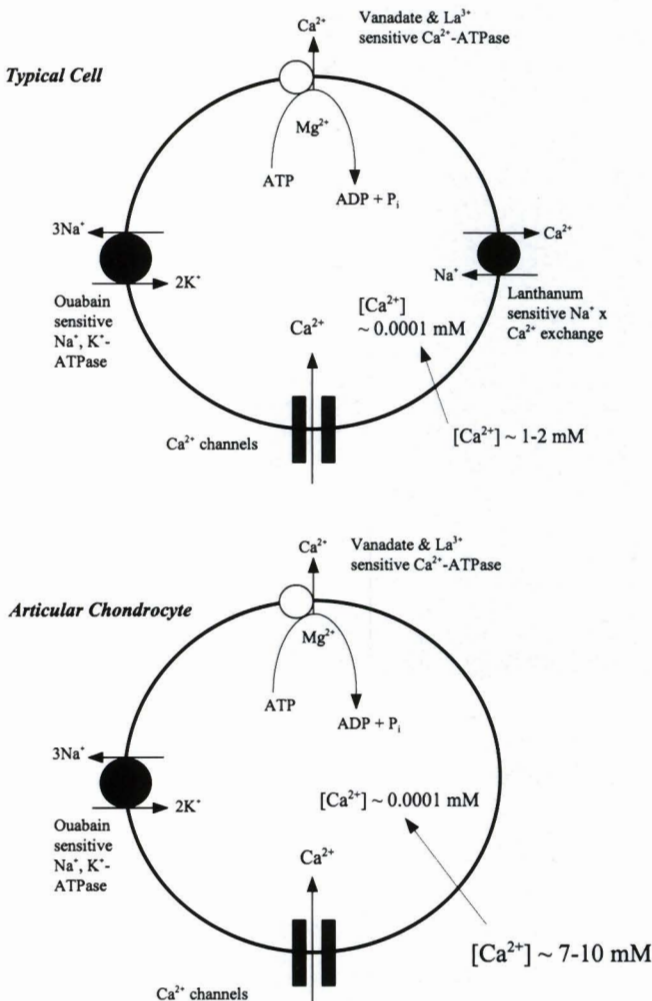 Ca²⁺
Vanadate & La³⁺
sensitive Ca²⁺-ATPase
Typical Cell
Mg²⁺
ATP
ADP + Pᵢ
3Na⁺
2K⁺
Ouabain
sensitive
Na⁺, K⁺-
ATPase
Ca²⁺
Na⁺
Lanthanum
sensitive Na⁺ x
Ca²⁺ exchange
[Ca²⁺]
~ 0.0001 mM
Ca²⁺
[Ca²⁺] ~ 1-2 mM
Ca²⁺ channels
Ca²⁺
Vanadate & La³⁺
sensitive Ca²⁺-ATPase
Articular Chondrocyte
Mg²⁺
ATP
ADP + Pᵢ
3Na⁺
2K⁺
Ouabain
sensitive
Na⁺, K⁺-
ATPase
[Ca²⁺] ~ 0.0001 mM
Ca²⁺
[Ca²⁺] ~ 7-10 mM
Ca²⁺ channels